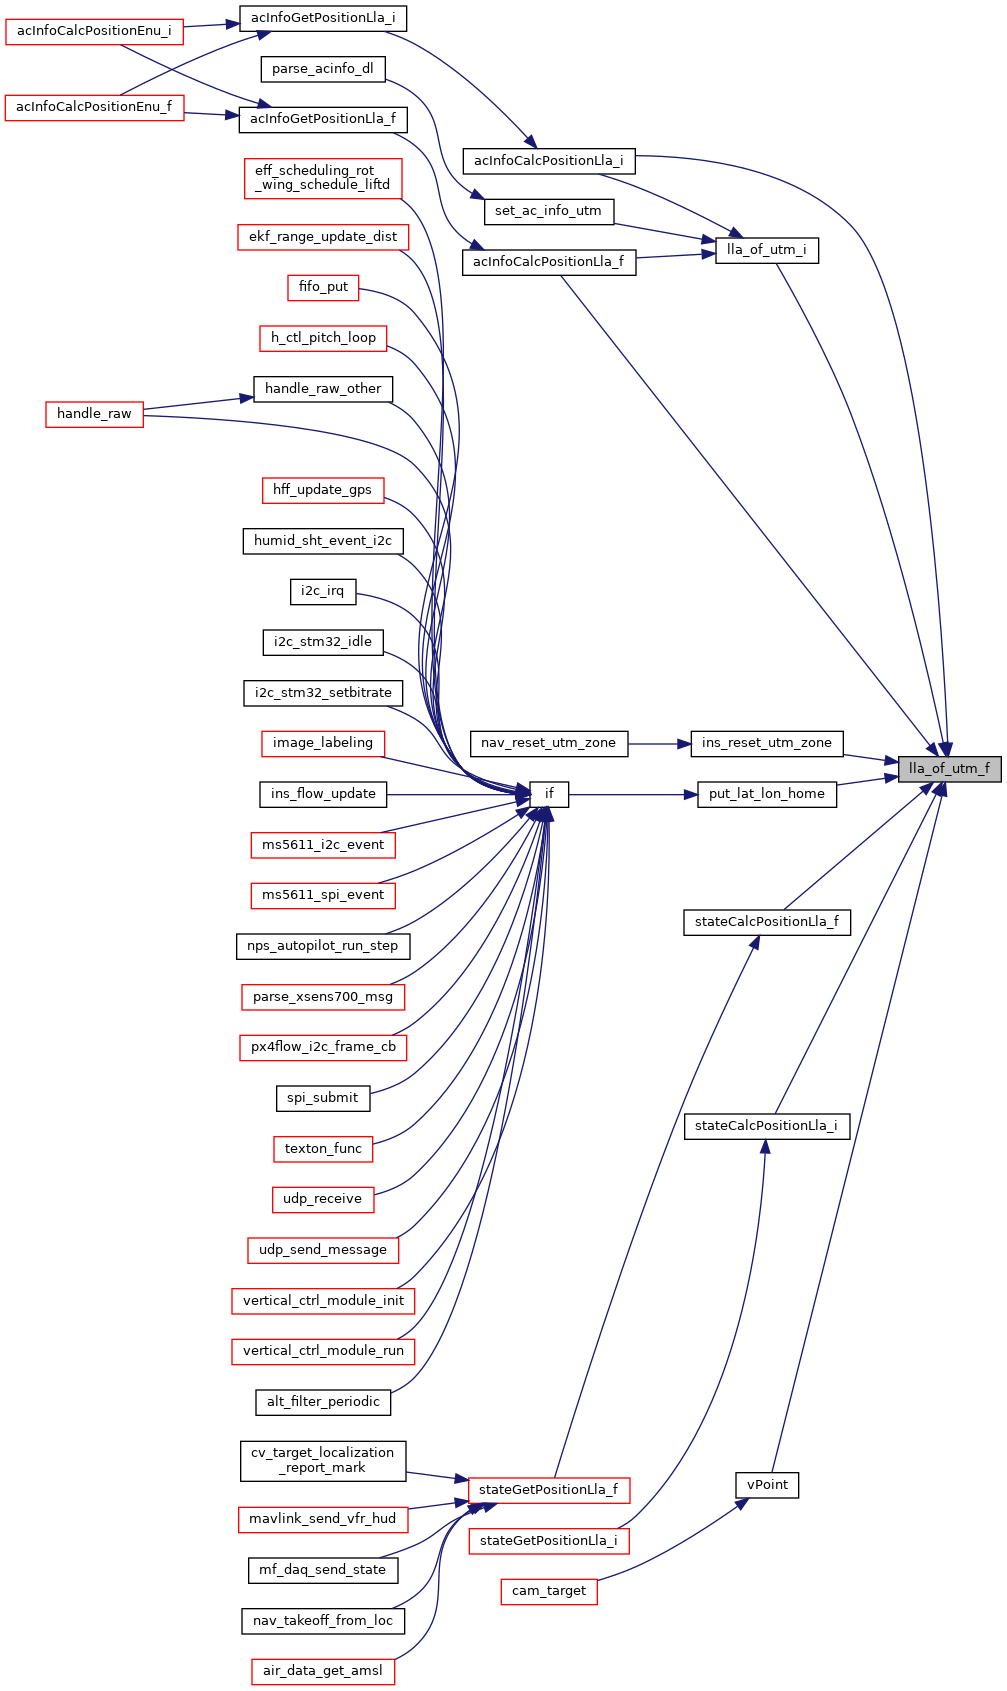 acInfoGetPositionLla_i
acInfoCalcPositionEnu_i
parse_acinfo_dl
acInfoCalcPositionEnu_f
acInfoGetPositionLla_f
acInfoCalcPositionLla_i
eff_scheduling_rot
_wing_schedule_liftd
set_ac_info_utm
ekf_range_update_dist
lla_of_utm_i
acInfoCalcPositionLla_f
fifo_put
h_ctl_pitch_loop
handle_raw_other
handle_raw
hff_update_gps
humid_sht_event_i2c
i2c_irq
i2c_stm32_idle
i2c_stm32_setbitrate
image_labeling
nav_reset_utm_zone
ins_reset_utm_zone
lla_of_utm_f
ins_flow_update
if
put_lat_lon_home
ms5611_i2c_event
ms5611_spi_event
stateCalcPositionLla_f
nps_autopilot_run_step
parse_xsens700_msg
px4flow_i2c_frame_cb
spi_submit
stateCalcPositionLla_i
texton_func
udp_receive
udp_send_message
vertical_ctrl_module_init
vertical_ctrl_module_run
alt_filter_periodic
cv_target_localization
_report_mark
vPoint
stateGetPositionLla_f
mavlink_send_vfr_hud
stateGetPositionLla_i
mf_daq_send_state
cam_target
nav_takeoff_from_loc
air_data_get_amsl